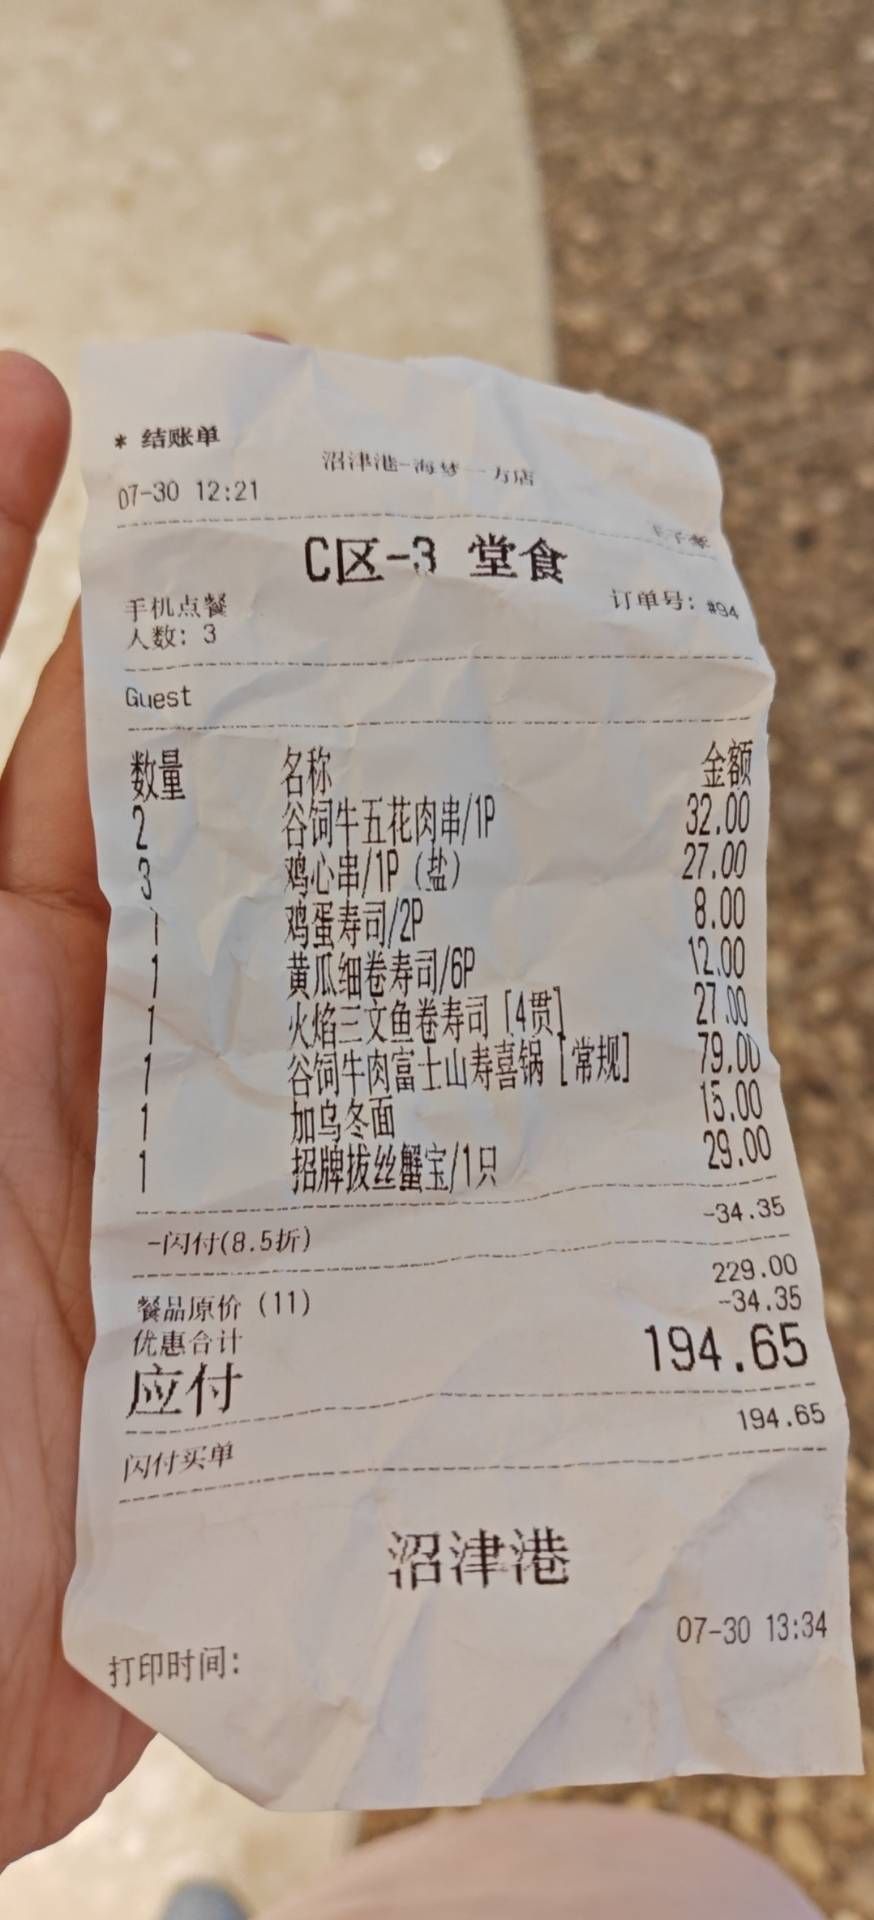 * 结账单
沼津港-海梦一方店
07-30 12:21
C区-3 堂食
手机点餐 订单号: #94
人数: 3
Guest
数量 名称 金额
2 谷饲牛五花肉串/1P 32.00
3 鸡心串/1P (盐) 27.00
1 鸡蛋寿司/2P 8.00
1 黄瓜细卷寿司/6P 12.00
1 火焰三文鱼卷寿司 [4贯] 27.00
1 谷饲牛肉富士山寿喜锅 [常规] 79.00
1 加乌冬面 15.00
1 招牌拔丝蟹宝/1只 29.00
-闪付(8.5折) -34.35
餐品原价 (11) 229.00
优惠合计 -34.35
应付 194.65
闪付买单 194.65
沼津港
打印时间: 07-30 13:34